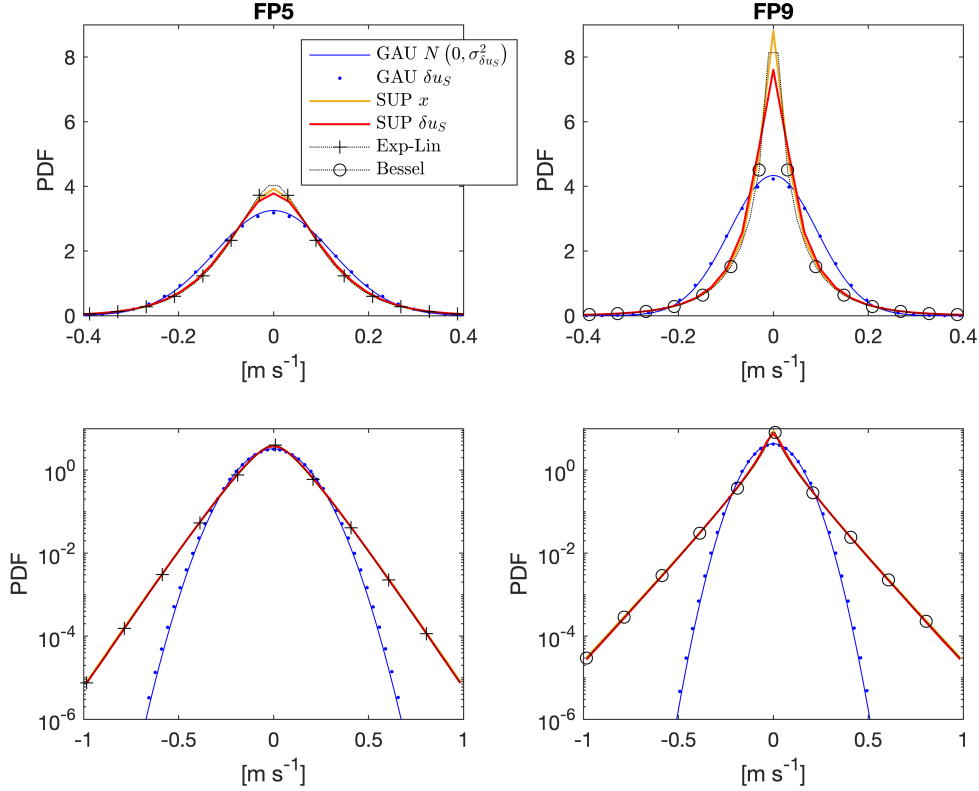 FP5
FP9
GAU N (0, σ²_{δu_S})
GAU δu_S
SUP x
SUP δu_S
Exp-Lin
Bessel
PDF
8
6
4
2
0
-0.4 -0.2 0 0.2 0.4
[m s⁻¹]
PDF
8
6
4
2
0
-0.4 -0.2 0 0.2 0.4
[m s⁻¹]
PDF
10⁰
10⁻²
10⁻⁴
10⁻⁶
-1 -0.5 0 0.5 1
[m s⁻¹]
PDF
10⁰
10⁻²
10⁻⁴
10⁻⁶
-1 -0.5 0 0.5 1
[m s⁻¹]